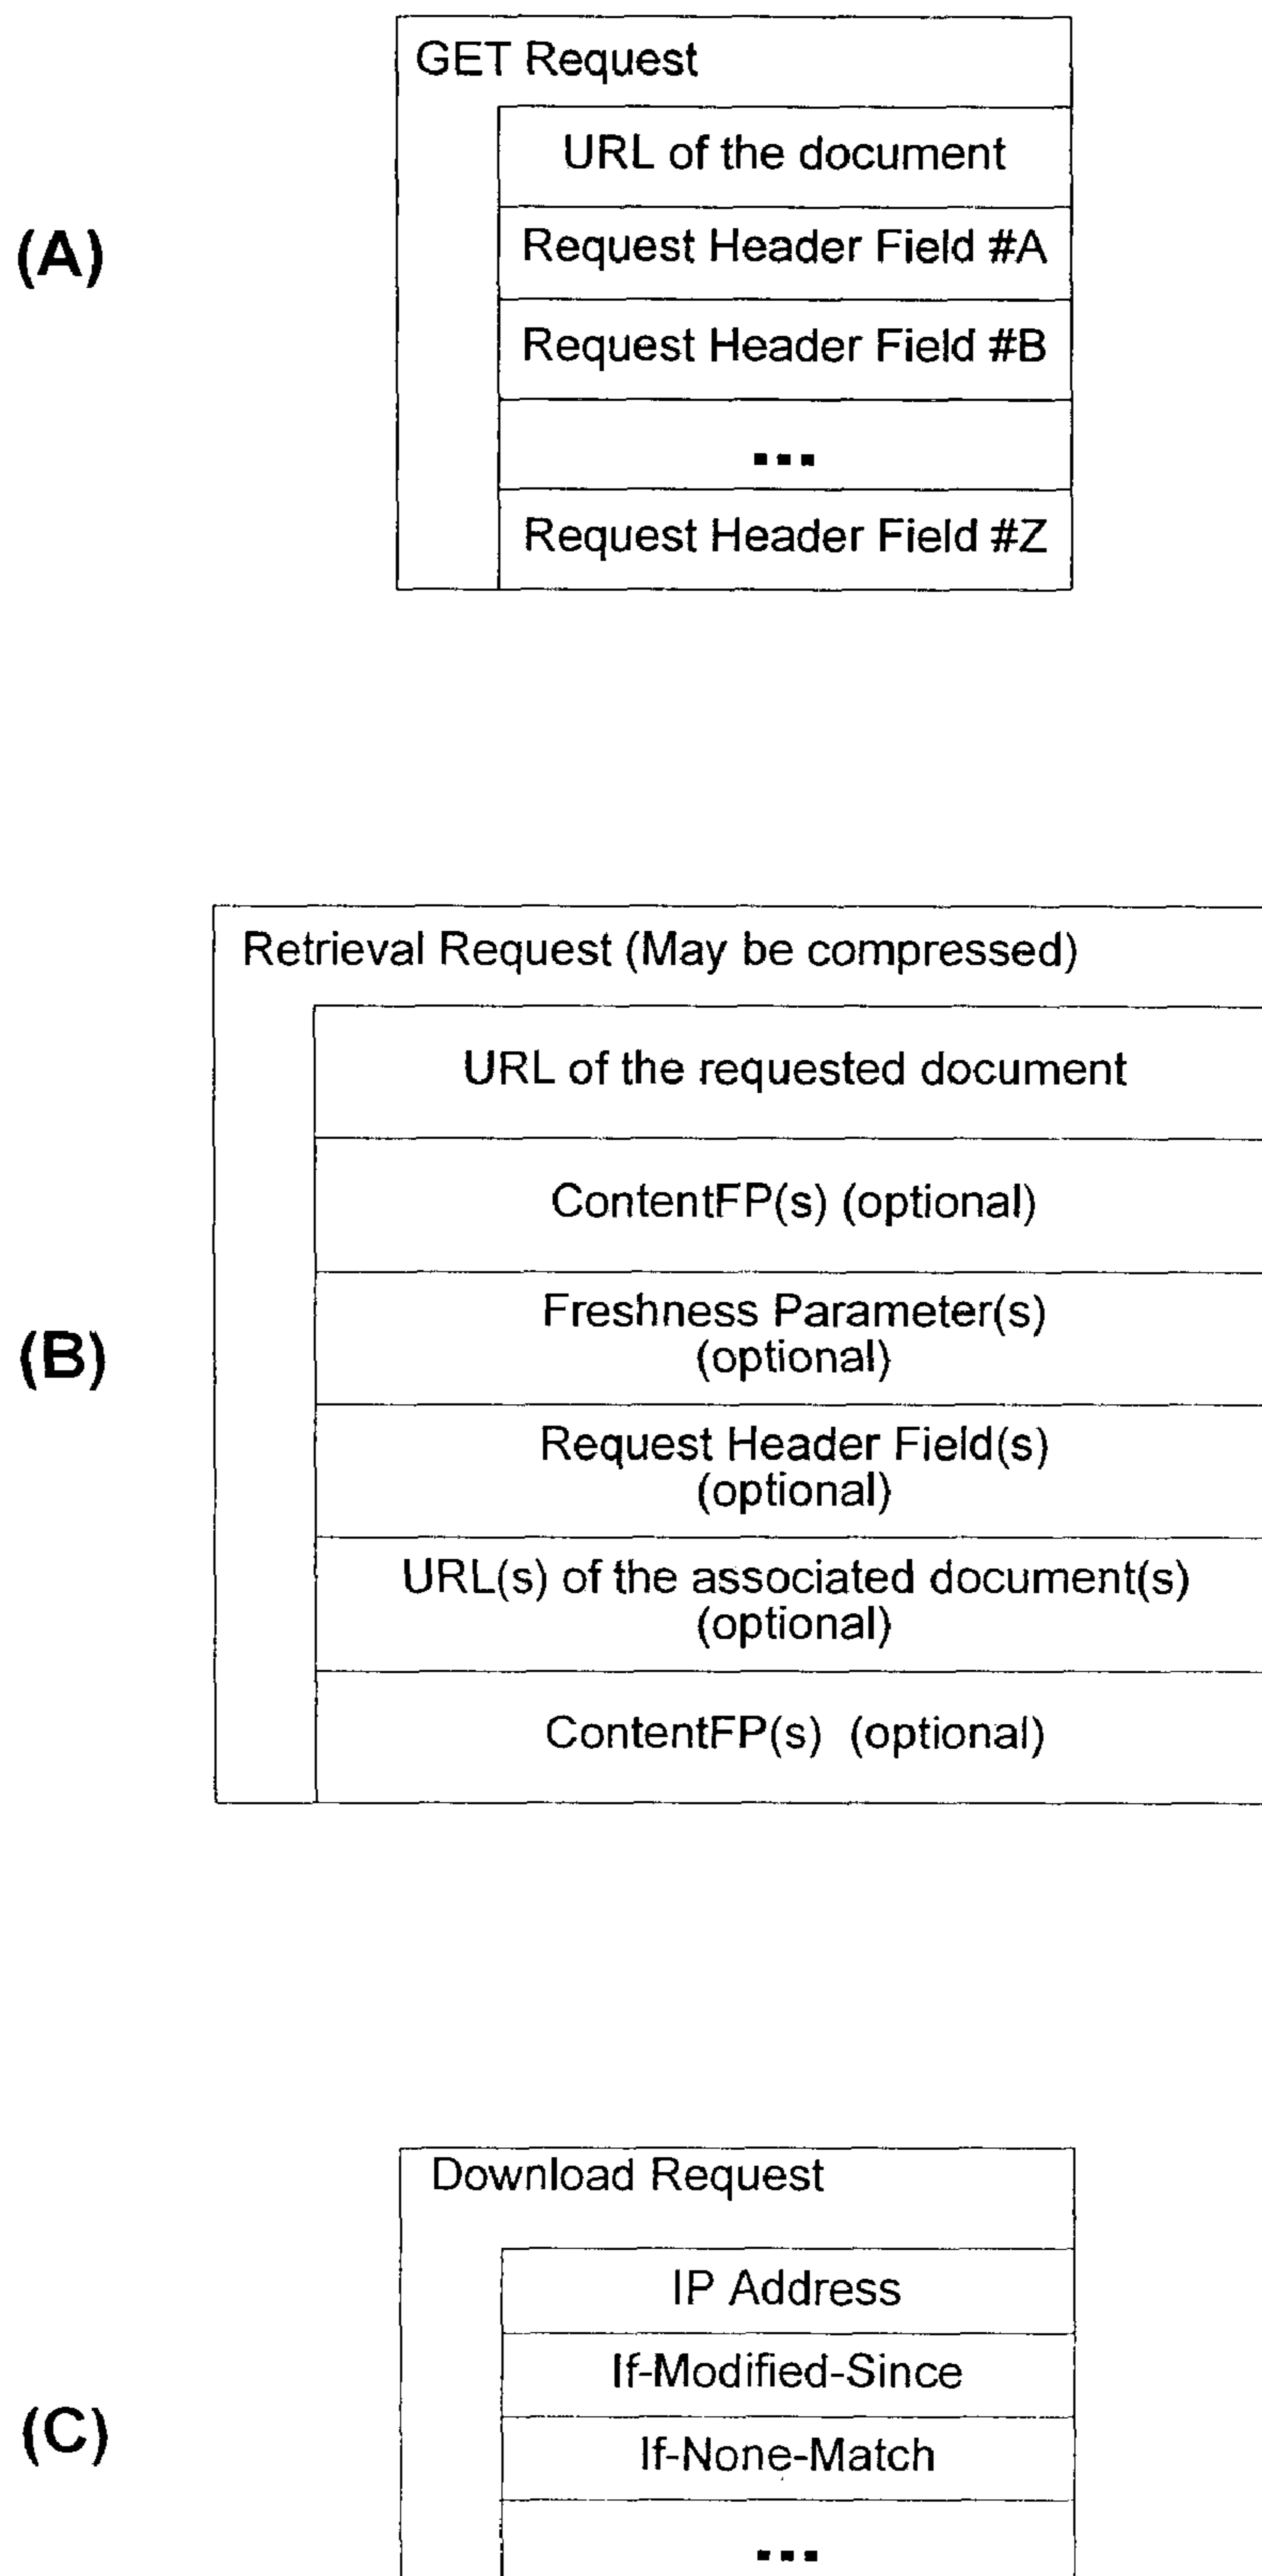 (A)
GET Request
URL of the document
Request Header Field #A
Request Header Field #B
...
Request Header Field #Z
(B)
Retrieval Request (May be compressed)
URL of the requested document
ContentFP(s) (optional)
Freshness Parameter(s)
(optional)
Request Header Field(s)
(optional)
URL(s) of the associated document(s)
(optional)
ContentFP(s) (optional)
(C)
Download Request
IP Address
If-Modified-Since
If-None-Match
...